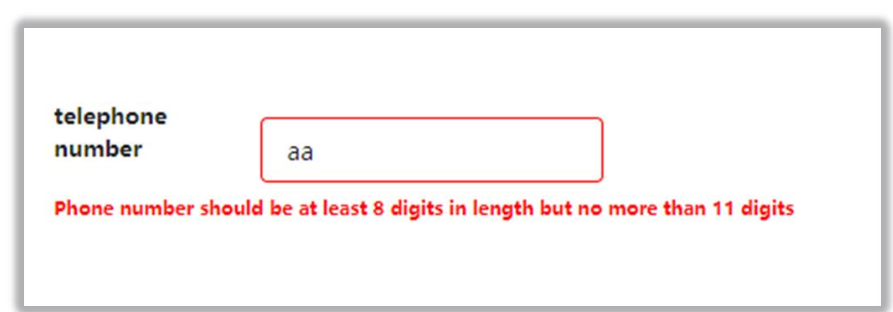 telephone
number
aa
Phone number should be at least 8 digits in length but no more than 11 digits